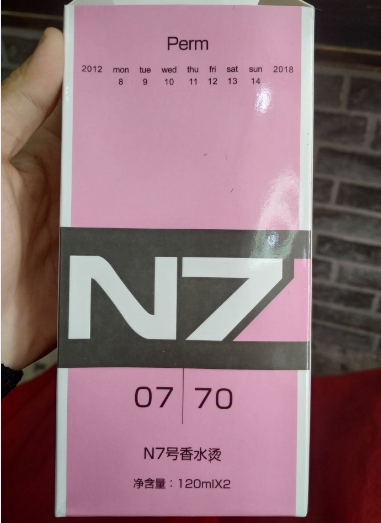 Perm
2012 mon tue wed thu fri sat sun 2018
8 9 10 11 12 13 14
N7
07 70
N7号香水烫
净含量：120mlX2